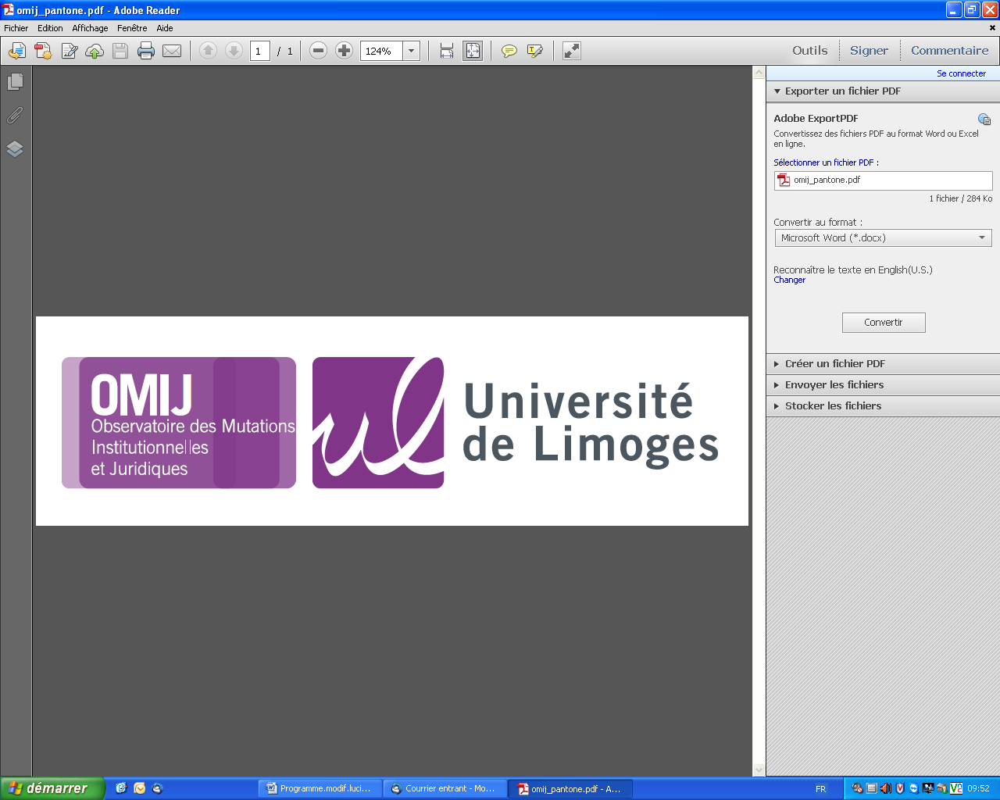 omij_pantone.pdf - Adobe Reader
Fichier Edition Affichage Fenêtre Aide
1 / 1 124% Outils Signer Commentaire
Se connecter
Exporter un fichier PDF
Adobe ExportPDF
Convertissez des fichiers PDF au format Word ou Excel
en ligne.
Sélectionner un fichier PDF :
omij_pantone.pdf
1 fichier / 284 Ko
Convertir au format :
Microsoft Word (*.docx)
Reconnaître le texte en English(U.S.)
Changer
Convertir
Créer un fichier PDF
Envoyer les fichiers
Stocker les fichiers
OMIJ
Observatoire des Mutations
Institutionnelles
et Juridiques
ul
Université
de Limoges
démarrer Programme.modif.luci... Courrier entrant - Mo... omij_pantone.pdf - A... FR 09:52